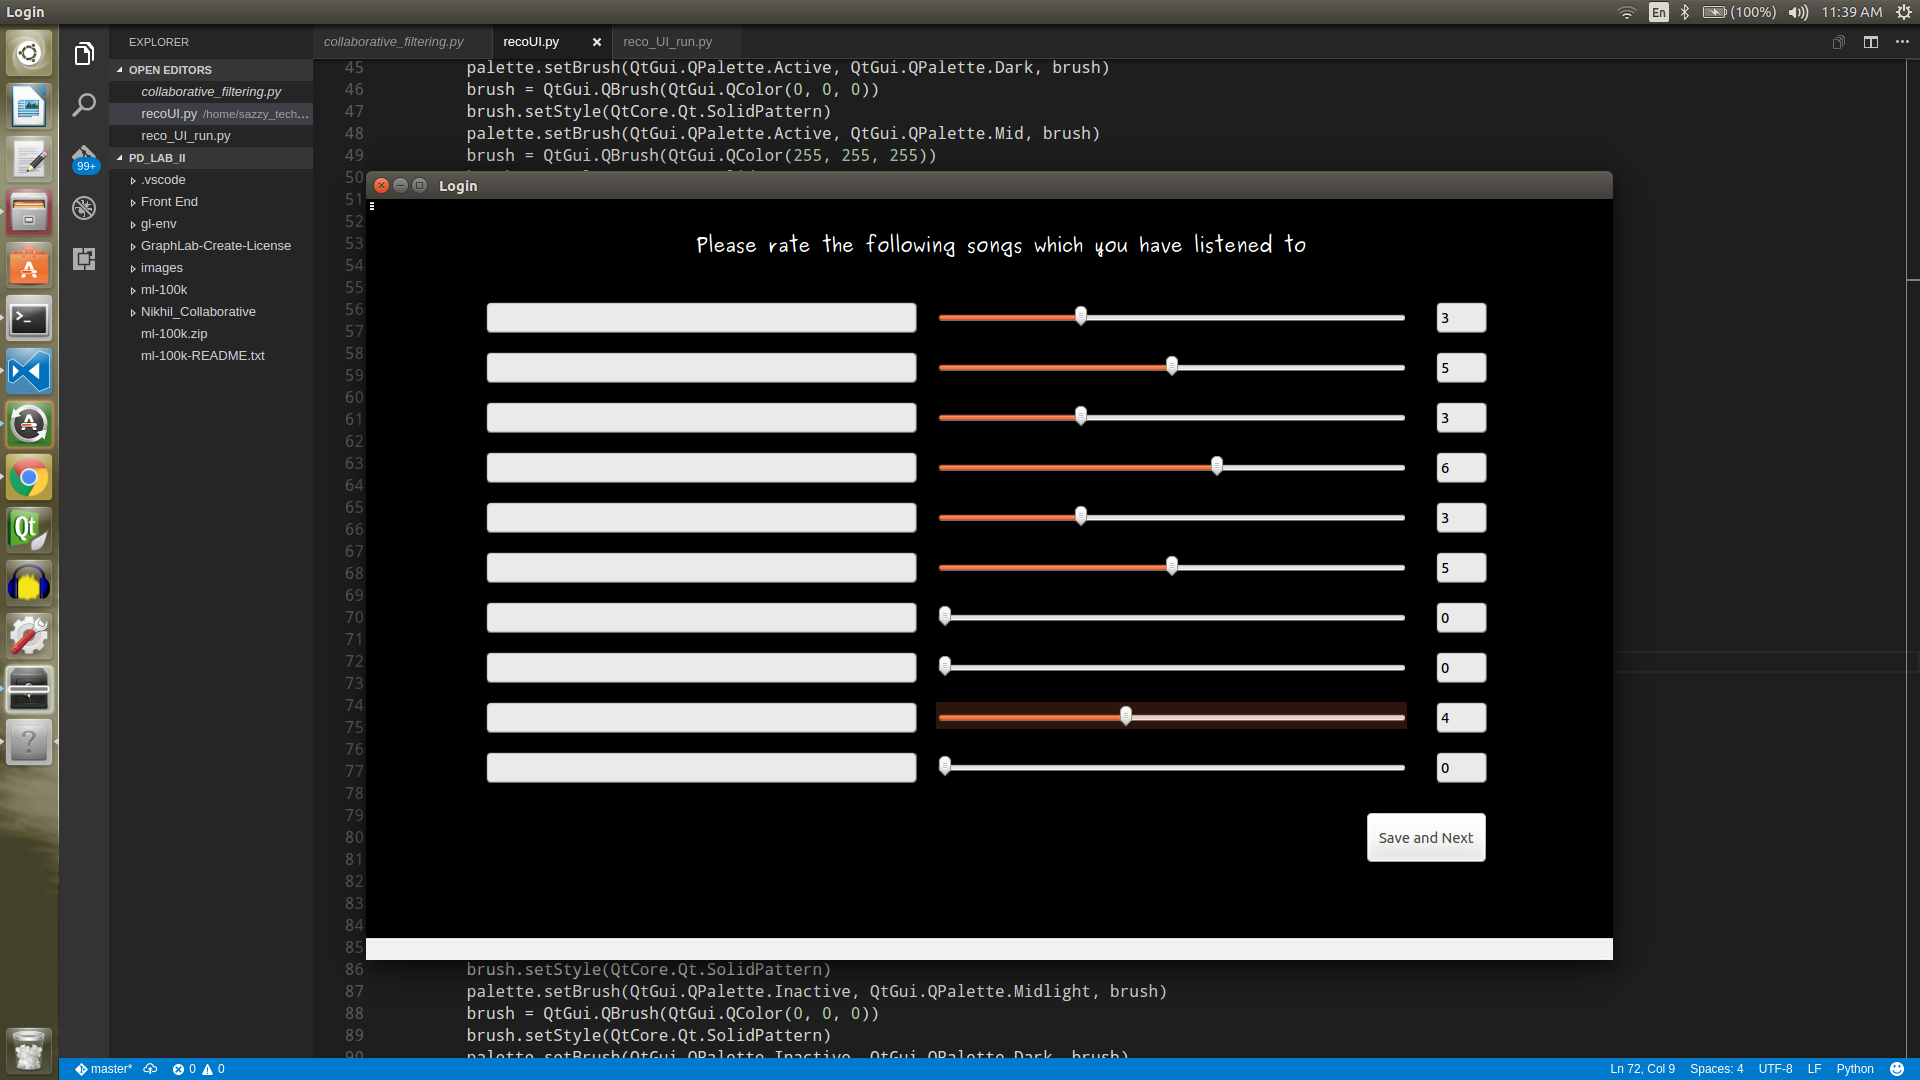 Login
En
(100%)
11:39 AM
EXPLORER
collaborative_filtering.py
recoUI.py
reco_UI_run.py
OPEN EDITORS
collaborative_filtering.py
recoUI.py /home/sazzy_tech...
reco_UI_run.py
PD_LAB_II
.vscode
Front End
gl-env
GraphLab-Create-License
images
ml-100k
Nikhil_Collaborative
ml-100k.zip
ml-100k-README.txt
99+
45 palette.setBrush(QtGui.QPalette.Active, QtGui.QPalette.Dark, brush)
46 brush = QtGui.QBrush(QtGui.QColor(0, 0, 0))
47 brush.setStyle(QtCore.Qt.SolidPattern)
48 palette.setBrush(QtGui.QPalette.Active, QtGui.QPalette.Mid, brush)
49 brush = QtGui.QBrush(QtGui.QColor(255, 255, 255))
50
51
52
53
54
55
56
57
58
59
60
61
62
63
64
65
66
67
68
69
70
71
72
73
74
75
76
77
78
79
80
81
82
83
84
85
Login
Please rate the following songs which you have listened to
3
5
3
6
3
5
0
0
4
0
Save and Next
86 brush.setStyle(QtCore.Qt.SolidPattern)
87 palette.setBrush(QtGui.QPalette.Inactive, QtGui.QPalette.Midlight, brush)
88 brush = QtGui.QBrush(QtGui.QColor(0, 0, 0))
89 brush.setStyle(QtCore.Qt.SolidPattern)
90 palette.setBrush(QtGui.QPalette.Inactive, QtGui.QPalette.Dark, brush)
Qt
master*
0
0
Ln 72, Col 9
Spaces: 4
UTF-8
LF
Python